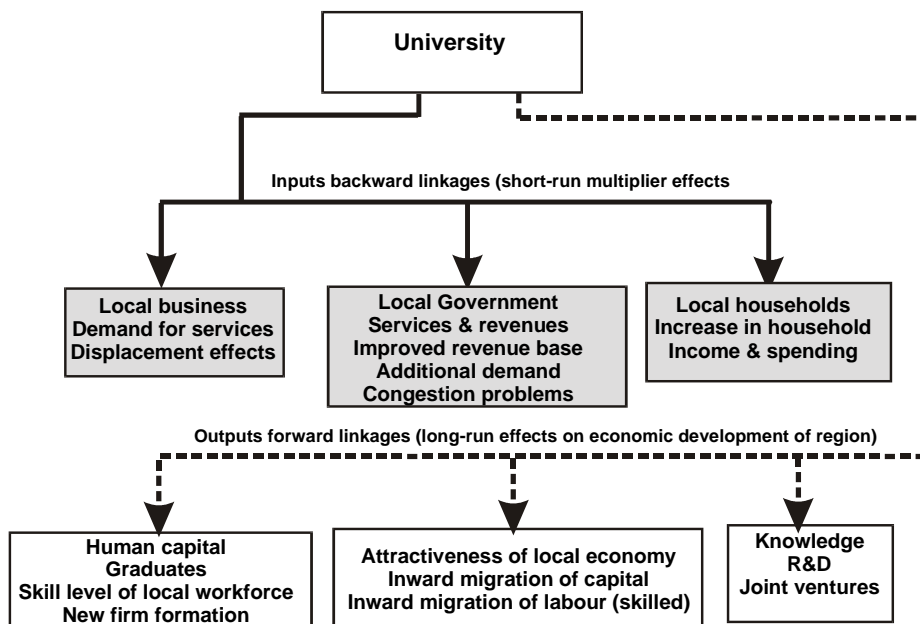 University
Inputs backward linkages (short-run multiplier effects
Local business
Demand for services
Displacement effects
Local Government
Services & revenues
Improved revenue base
Additional demand
Congestion problems
Local households
Increase in household
Income & spending
Outputs forward linkages (long-run effects on economic development of region)
Human capital
Graduates
Skill level of local workforce
New firm formation
Attractiveness of local economy
Inward migration of capital
Inward migration of labour (skilled)
Knowledge
R&D
Joint ventures